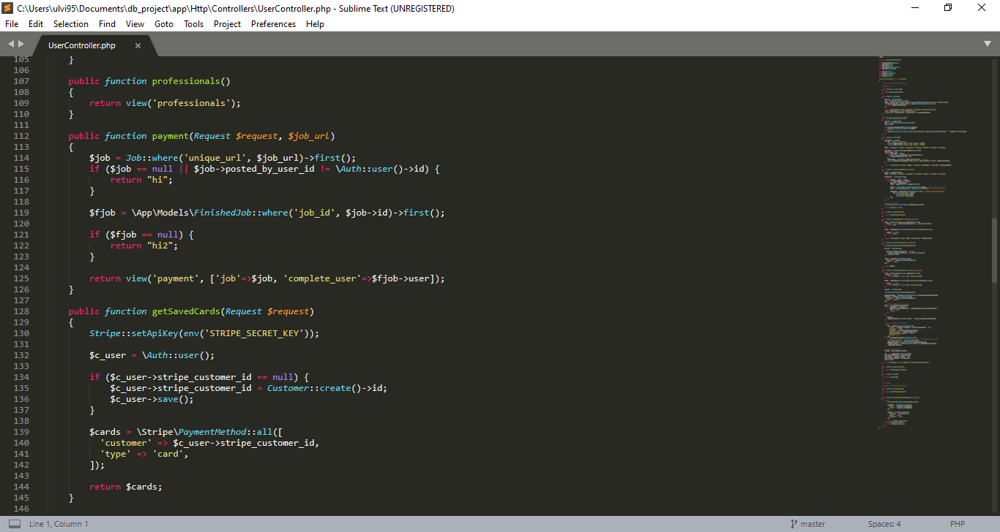 C:\Users\ulvi95\Documents\db_project\app\Http\Controllers\UserController.php - Sublime Text (UNREGISTERED)
File Edit Selection Find View Goto Tools Project Preferences Help
UserController.php
105 }
106
107 public function professionals()
108 {
109 return view('professionals');
110 }
111
112 public function payment(Request $request, $job_url)
113 {
114 $job = Job::where('unique_url', $job_url)->first();
115 if ($job == null || $job->posted_by_user_id != \Auth::user()->id) {
116 return "hi";
117 }
118
119 $fjob = \App\Models\FinishedJob::where('job_id', $job->id)->first();
120
121 if ($fjob == null) {
122 return "hi2";
123 }
124
125 return view('payment', ['job'=>$job, 'complete_user'=>$fjob->user]);
126 }
127
128 public function getSavedCards(Request $request)
129 {
130 Stripe::setApiKey(env('STRIPE_SECRET_KEY'));
131
132 $c_user = \Auth::user();
133
134 if ($c_user->stripe_customer_id == null) {
135 $c_user->stripe_customer_id = Customer::create()->id;
136 $c_user->save();
137 }
138
139 $cards = \Stripe\PaymentMethod::all([
140 'customer' => $c_user->stripe_customer_id,
141 'type' => 'card',
142 ]);
143
144 return $cards;
145 }
146
Line 1, Column 1 master Spaces: 4 PHP